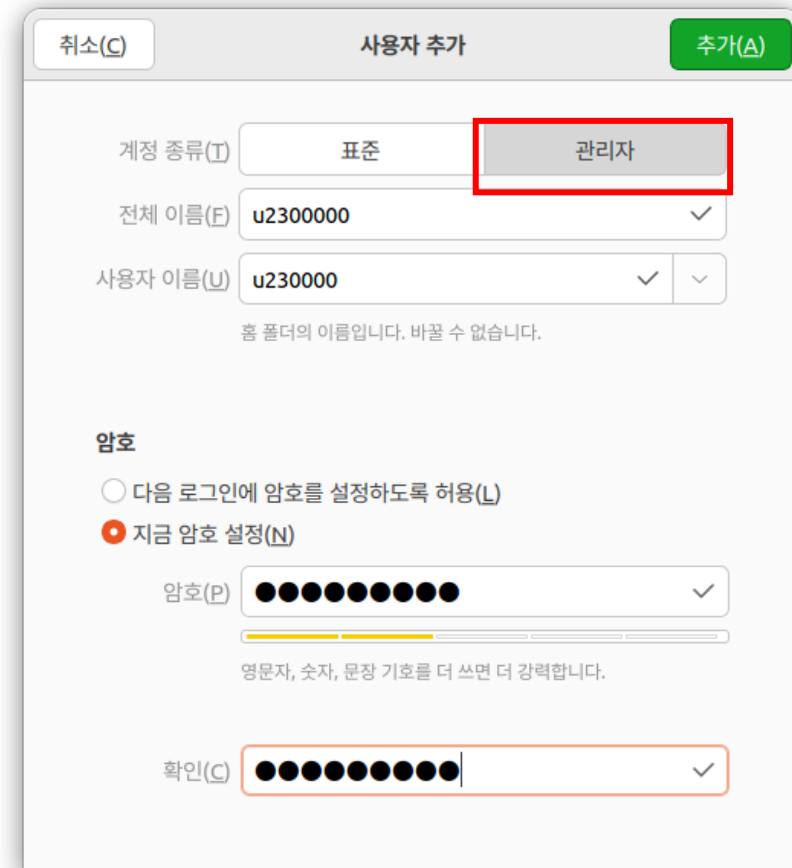 취소(C)
사용자 추가
추가(A)
계정 종류(T)
표준
관리자
전체 이름(F)
u2300000
사용자 이름(U)
u230000
홈 폴더의 이름입니다. 바꿀 수 없습니다.
암호
다음 로그인에 암호를 설정하도록 허용(L)
지금 암호 설정(N)
암호(P)
●●●●●●●●●
영문자, 숫자, 문장 기호를 더 쓰면 더 강력합니다.
확인(C)
●●●●●●●●●